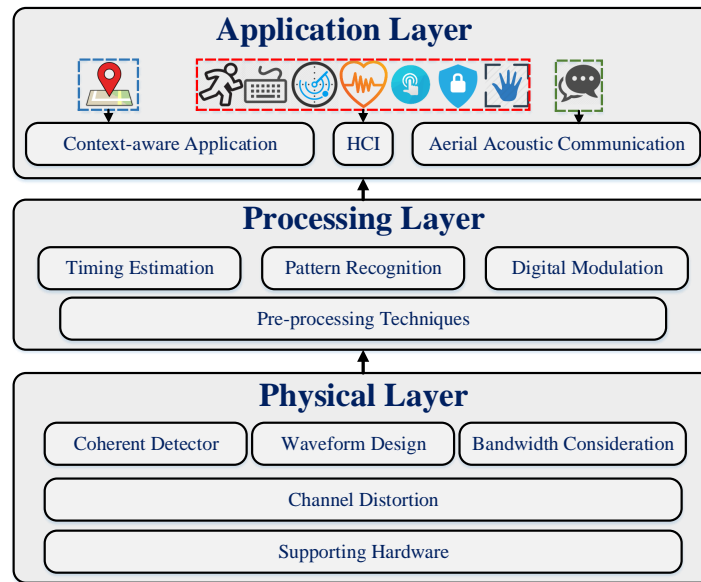 Application Layer
Context-aware Application
HCI
Aerial Acoustic Communication
Processing Layer
Timing Estimation
Pattern Recognition
Digital Modulation
Pre-processing Techniques
Physical Layer
Coherent Detector
Waveform Design
Bandwidth Consideration
Channel Distortion
Supporting Hardware